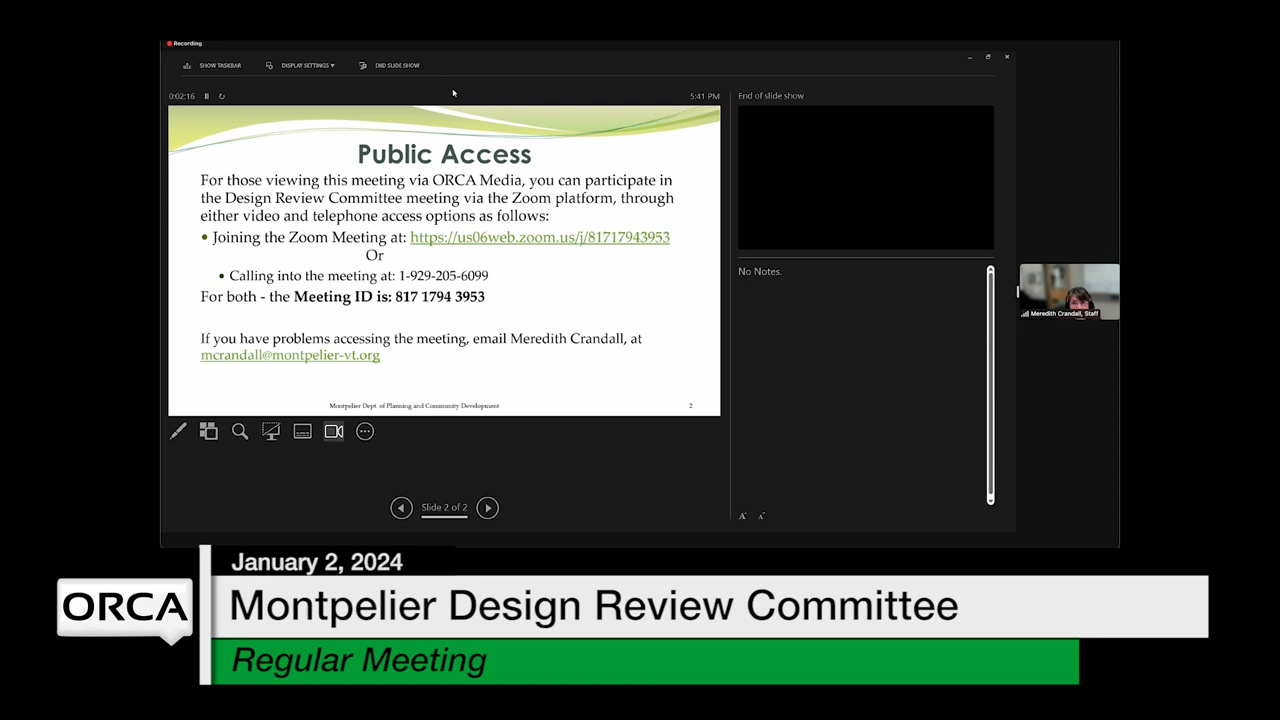 Recording
SHOW TASKBAR
DISPLAY SETTINGS ▾
END SLIDE SHOW
0:02:16
5:41 PM
End of slide show
Public Access
For those viewing this meeting via ORCA Media, you can participate in
the Design Review Committee meeting via the Zoom platform, through
either video and telephone access options as follows:
• Joining the Zoom Meeting at: https://us06web.zoom.us/j/81717943953
Or
• Calling into the meeting at: 1-929-205-6099
For both - the Meeting ID is: 817 1794 3953
If you have problems accessing the meeting, email Meredith Crandall, at
mcrandall@montpelier-vt.org
Montpelier Dept. of Planning and Community Development
2
No Notes.
Meredith Crandall, Staff
Slide 2 of 2
A
A
January 2, 2024
ORCA
Montpelier Design Review Committee
Regular Meeting